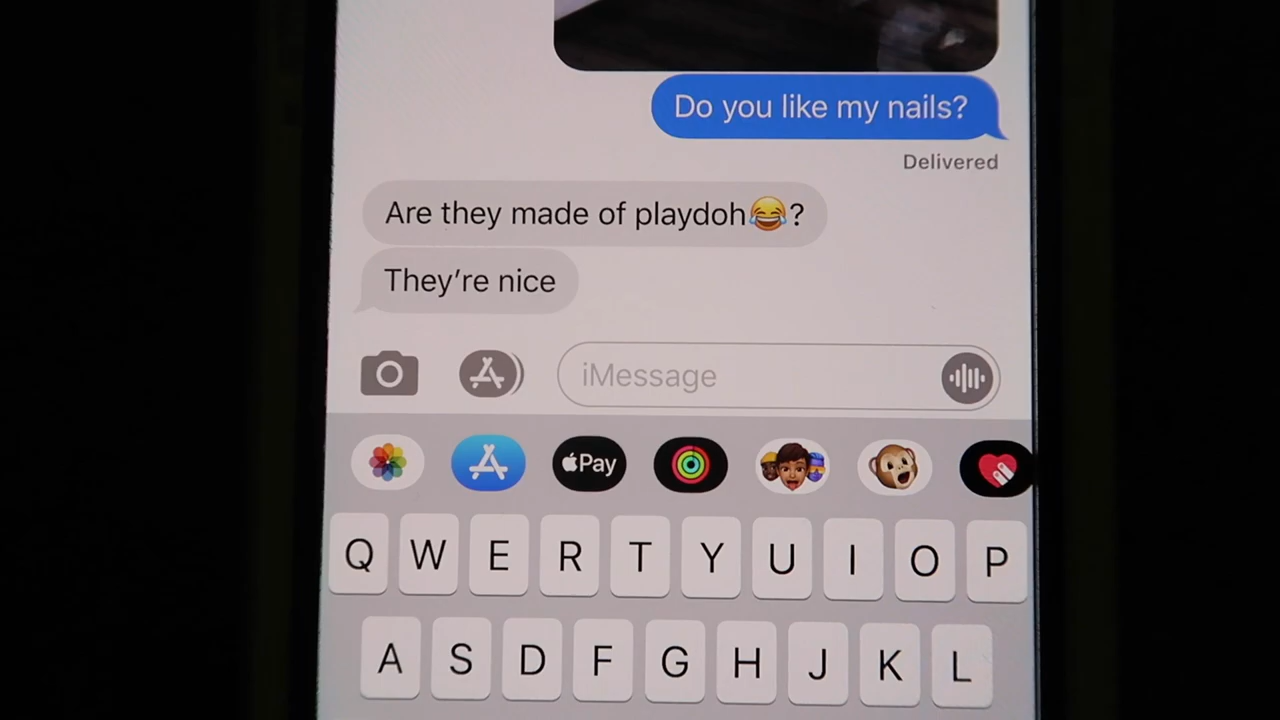 Do you like my nails?
Delivered
Are they made of playdoh😂?
They're nice
iMessage
Pay
Q W E R T Y U I O P
A S D F G H J K L